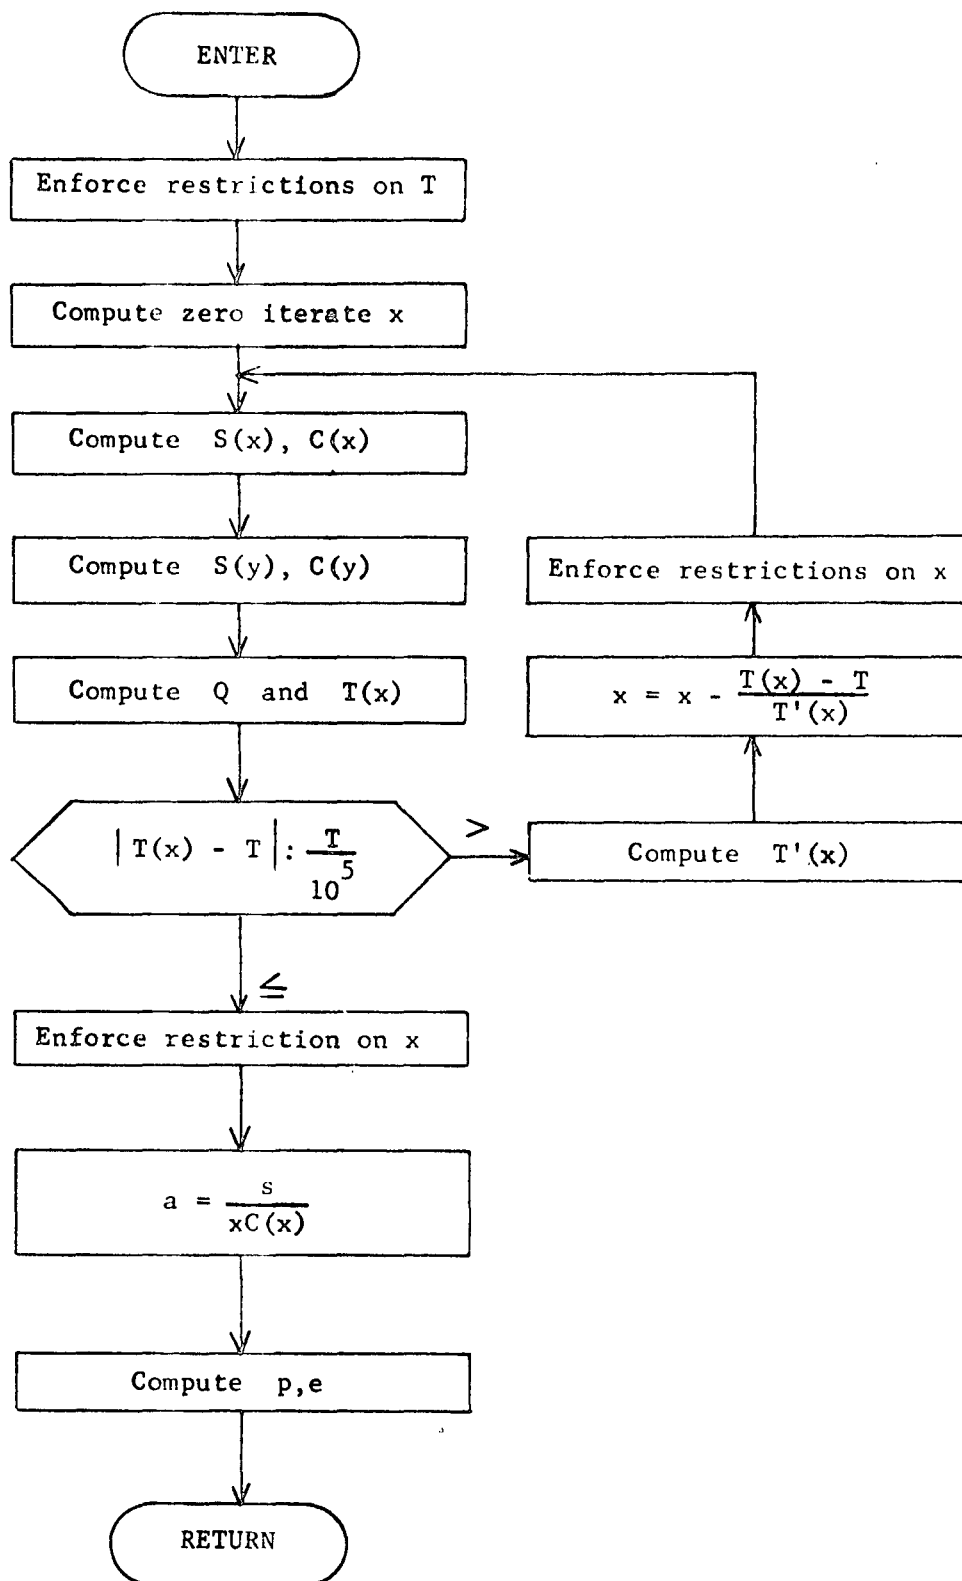 ENTER
Enforce restrictions on T
Compute zero iterate x
Compute S(x), C(x)
Compute S(y), C(y)
Compute Q and T(x)
| T(x) - T | : T / 10^5
>
Compute T'(x)
x = x - (T(x) - T) / T'(x)
Enforce restrictions on x
≤
Enforce restriction on x
a = s / xC(x)
Compute p,e
RETURN